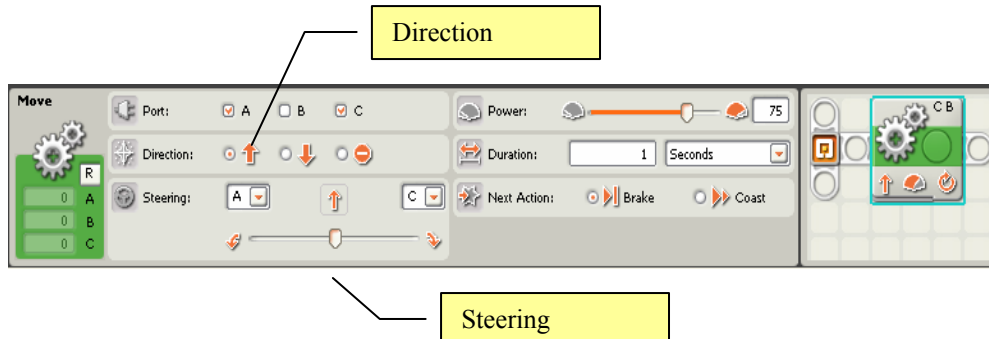 Direction
Move
Port: A B C
Power: 75
C B
Direction:
Duration: 1 Seconds
R
0 A
Steering: A C
Next Action: Brake Coast
0 B
0 C
Steering